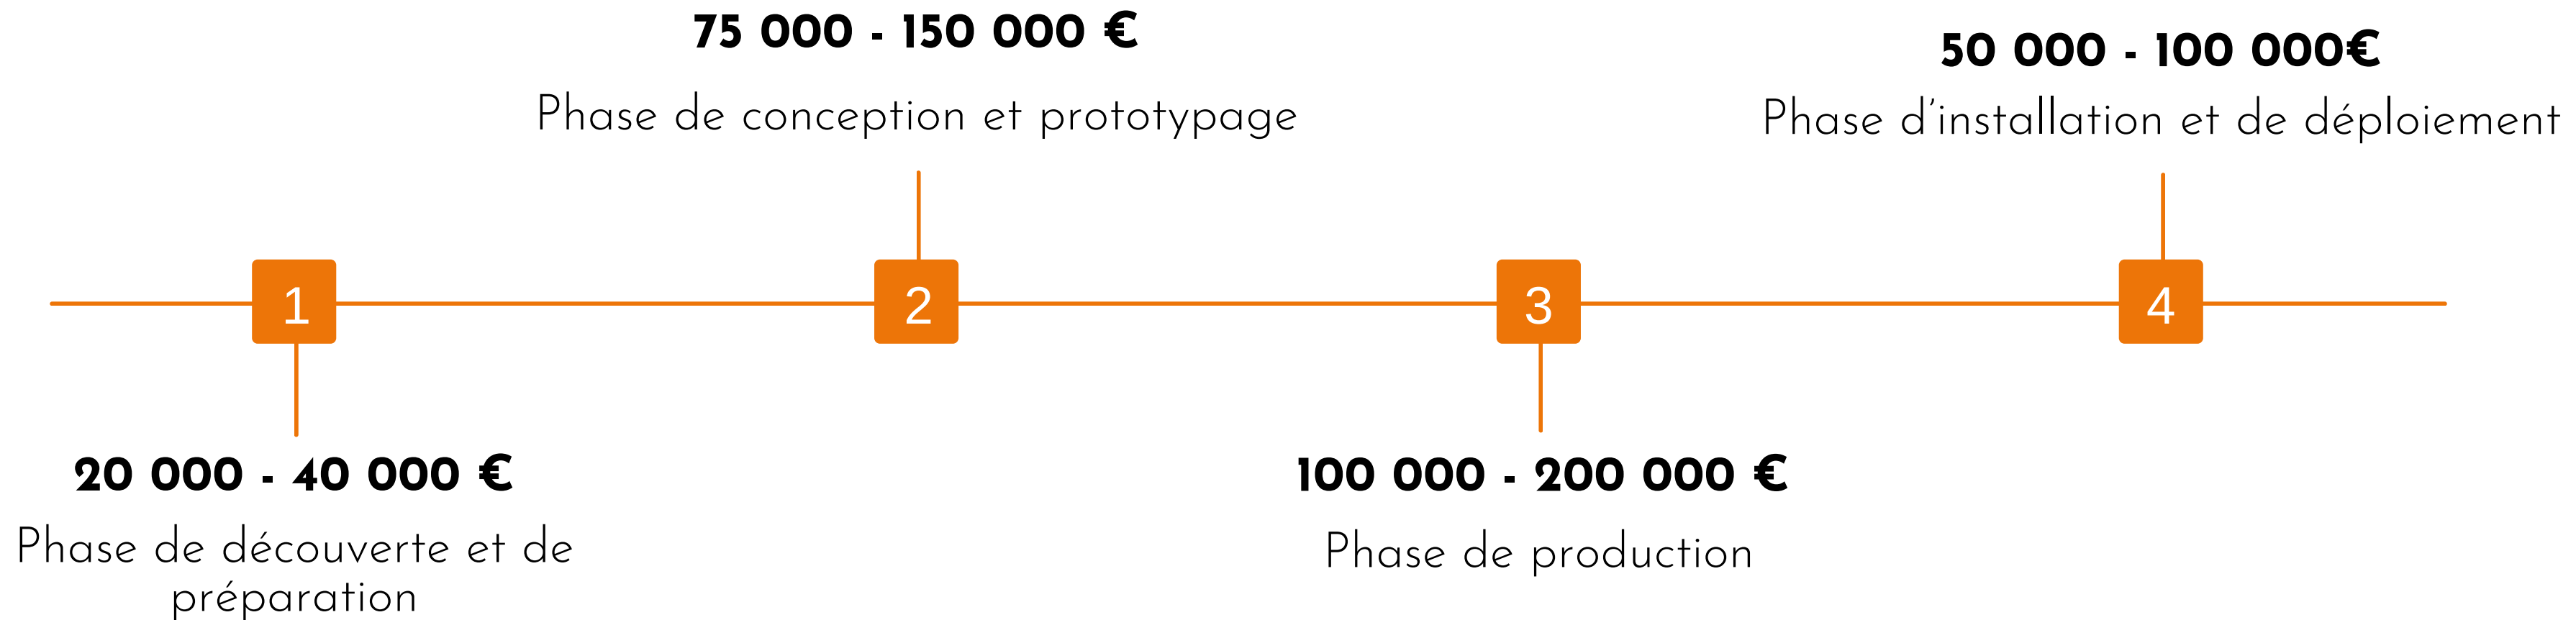 75 000 - 150 000 €
Phase de conception et prototypage
50 000 - 100 000€
Phase d'installation et de déploiement
1
2
3
4
20 000 - 40 000 €
Phase de découverte et de
préparation
100 000 - 200 000 €
Phase de production